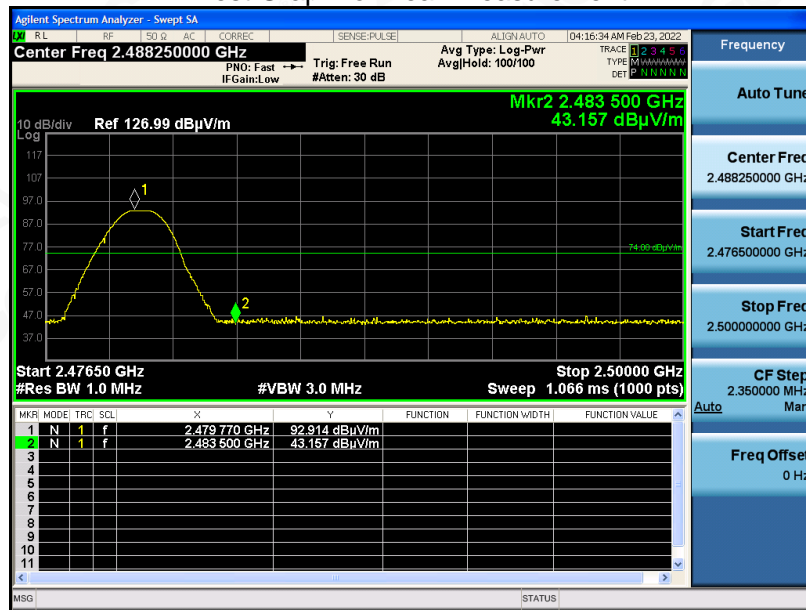 Agilent Spectrum Analyzer - Swept SA
LXI RL RF 50 Ω AC CORREC SENSE:PULSE ALIGN AUTO 04:16:34 AM Feb 23, 2022
Center Freq 2.488250000 GHz
PNO: Fast
IFGain:Low
Trig: Free Run
#Atten: 30 dB
Avg Type: Log-Pwr
Avg|Hold: 100/100
TRACE 1 2 3 4 5 6
TYPE M
DET P N N N N N
Mkr2 2.483 500 GHz
43.157 dBµV/m
10 dB/div Ref 126.99 dBµV/m
Log
117
107
97.0
87.0
77.0
67.0
57.0
47.0
37.0
1
2
74.00 dBµV/m
Start 2.47650 GHz Stop 2.50000 GHz
#Res BW 1.0 MHz #VBW 3.0 MHz Sweep 1.066 ms (1000 pts)
MKR MODE TRC SCL X Y FUNCTION FUNCTION WIDTH FUNCTION VALUE
1 N 1 f 2.479 770 GHz 92.914 dBµV/m
2 N 1 f 2.483 500 GHz 43.157 dBµV/m
3
4
5
6
7
8
9
10
11
MSG STATUS
Frequency
Auto Tune
Center Freq
2.488250000 GHz
Start Freq
2.476500000 GHz
Stop Freq
2.500000000 GHz
CF Step
2.350000 MHz
Auto Man
Freq Offset
0 Hz